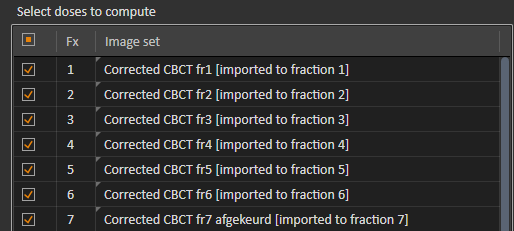 Select doses to compute
Fx Image set
1 Corrected CBCT fr1 [imported to fraction 1]
2 Corrected CBCT fr2 [imported to fraction 2]
3 Corrected CBCT fr3 [imported to fraction 3]
4 Corrected CBCT fr4 [imported to fraction 4]
5 Corrected CBCT fr5 [imported to fraction 5]
6 Corrected CBCT fr6 [imported to fraction 6]
7 Corrected CBCT fr7 afgekeurd [imported to fraction 7]